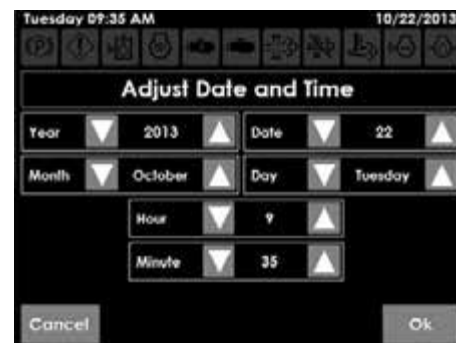 Tuesday 09:35 AM 10/22/2013
Adjust Date and Time
Year 2013 Date 22
Month October Day Tuesday
Hour 9
Minute 35
Cancel Ok